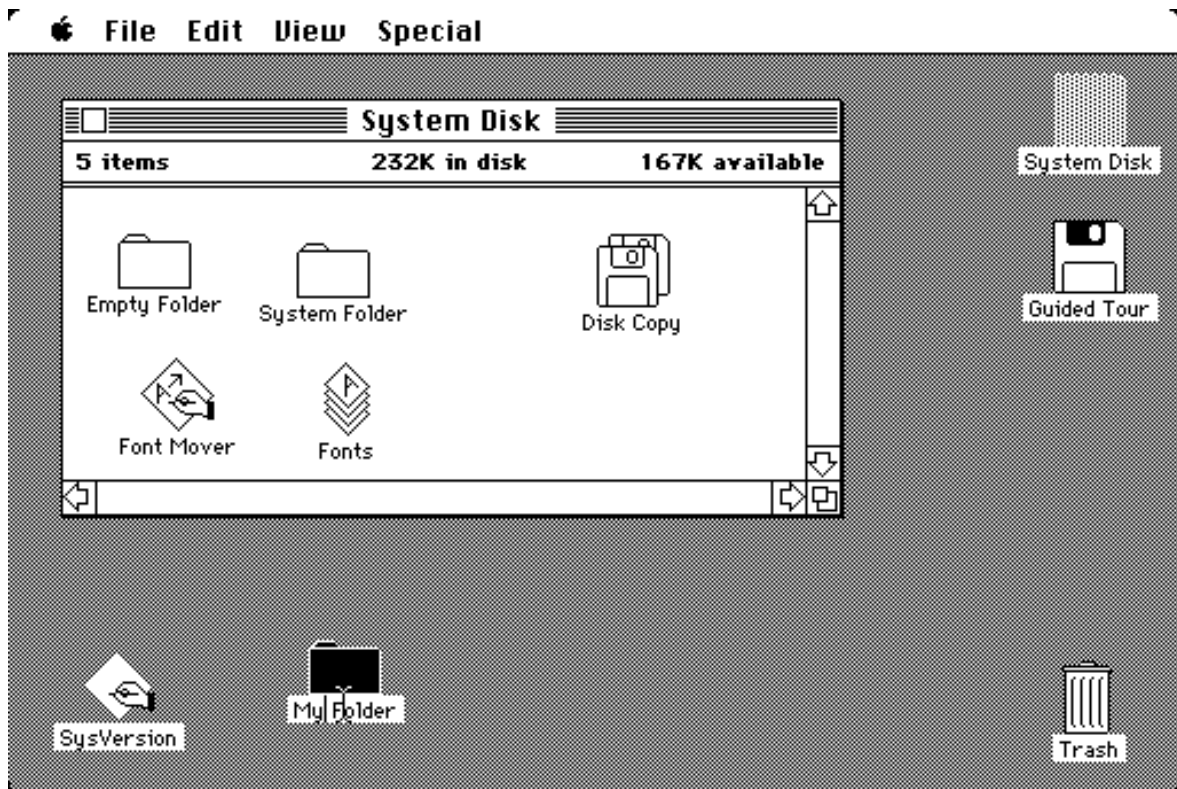 File Edit View Special
System Disk
5 items 232K in disk 167K available
Empty Folder
System Folder
Disk Copy
Font Mover
Fonts
System Disk
Guided Tour
SysVersion
My Folder
Trash